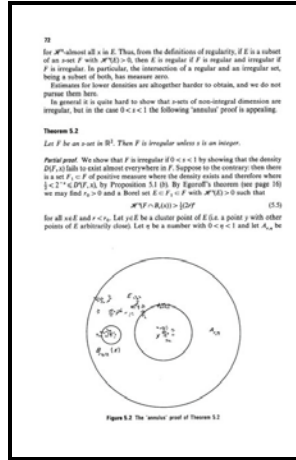 72
for ℋˢ-almost all x in E. Thus, from the definitions of regularity, if E is a subset
of an s-set F with ℋˢ(E) > 0, then E is regular if F is regular and irregular if
F is irregular. In particular, the intersection of a regular and an irregular set,
being a subset of both, has measure zero.
Estimates for lower densities are altogether harder to obtain, and we do not
pursue them here.
In general it is quite hard to show that s-sets of non-integral dimension are
irregular, but in the case 0 < s < 1 the following 'annulus' proof is appealing.
Theorem 5.2
Let F be an s-set in ℝ². Then F is irregular unless s is an integer.
Partial proof. We show that F is irregular if 0 < s < 1 by showing that the density
D(F, x) fails to exist almost everywhere in F. Suppose to the contrary: then there
is a set F₁ ⊂ F of positive measure where the density exists and therefore where
½ < 2⁻ˢ ≤ Dˢ(F, x), by Proposition 5.1 (b). By Egoroff's theorem (see page 16)
we may find r₀ > 0 and a Borel set E ⊂ F₁ ⊂ F with ℋˢ(E) > 0 such that
ℋˢ(F ∩ Bᵣ(x)) > ½(2r)ˢ (5.5)
for all x∈E and r < r₀. Let y∈E be a cluster point of E (i.e. a point y with other
points of E arbitrarily close). Let η be a number with 0 < η < 1 and let Aᵣ,η be
Figure 5.2 The 'annulus' proof of Theorem 5.2